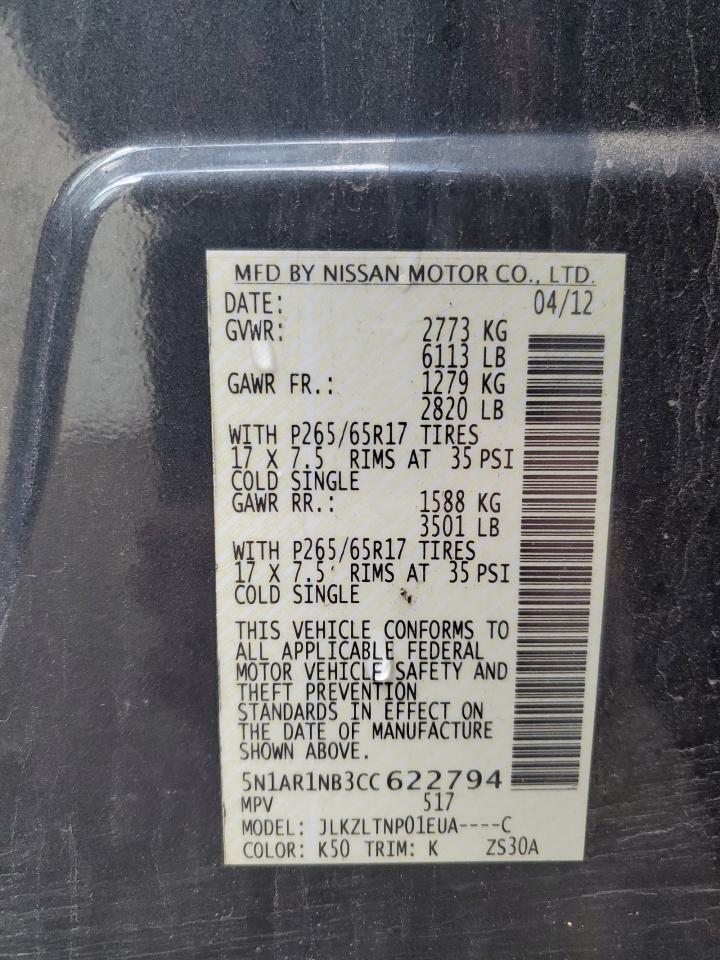 MFD BY NISSAN MOTOR CO., LTD.
DATE: 04/12
GVWR: 2773 KG
6113 LB
GAWR FR.: 1279 KG
2820 LB
WITH P265/65R17 TIRES
17 X 7.5 RIMS AT 35 PSI
COLD SINGLE
GAWR RR.: 1588 KG
3501 LB
WITH P265/65R17 TIRES
17 X 7.5 RIMS AT 35 PSI
COLD SINGLE
THIS VEHICLE CONFORMS TO
ALL APPLICABLE FEDERAL
MOTOR VEHICLE SAFETY AND
THEFT PREVENTION
STANDARDS IN EFFECT ON
THE DATE OF MANUFACTURE
SHOWN ABOVE.
5N1AR1NB3CC622794
MPV 517
MODEL: JLKZLTNP01EUA----C
COLOR: K50 TRIM: K ZS30A